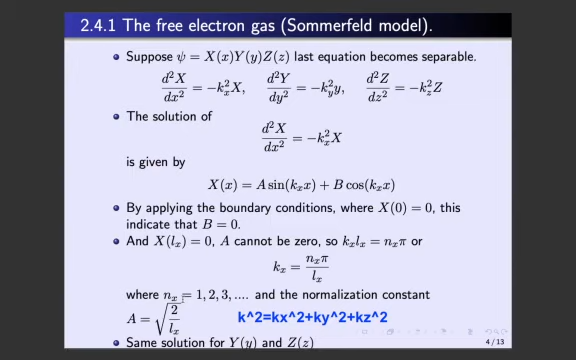 2.4.1 The free electron gas (Sommerfeld model).
Suppose ψ = X(x)Y(y)Z(z) last equation becomes separable.
d²X/dx² = −k_x²X, d²Y/dy² = −k_y²y, d²Z/dz² = −k_z²Z
The solution of
d²X/dx² = −k_x²X
is given by
X(x) = A sin(k_x x) + B cos(k_x x)
By applying the boundary conditions, where X(0) = 0, this
indicate that B = 0.
And X(l_x) = 0, A cannot be zero, so k_x l_x = n_x π or
k_x = n_x π / l_x
where n_x = 1, 2, 3, .... and the normalization constant
A = √(2/l_x) k^2=kx^2+ky^2+kz^2
Same solution for Y(y) and Z(z)
4 / 13